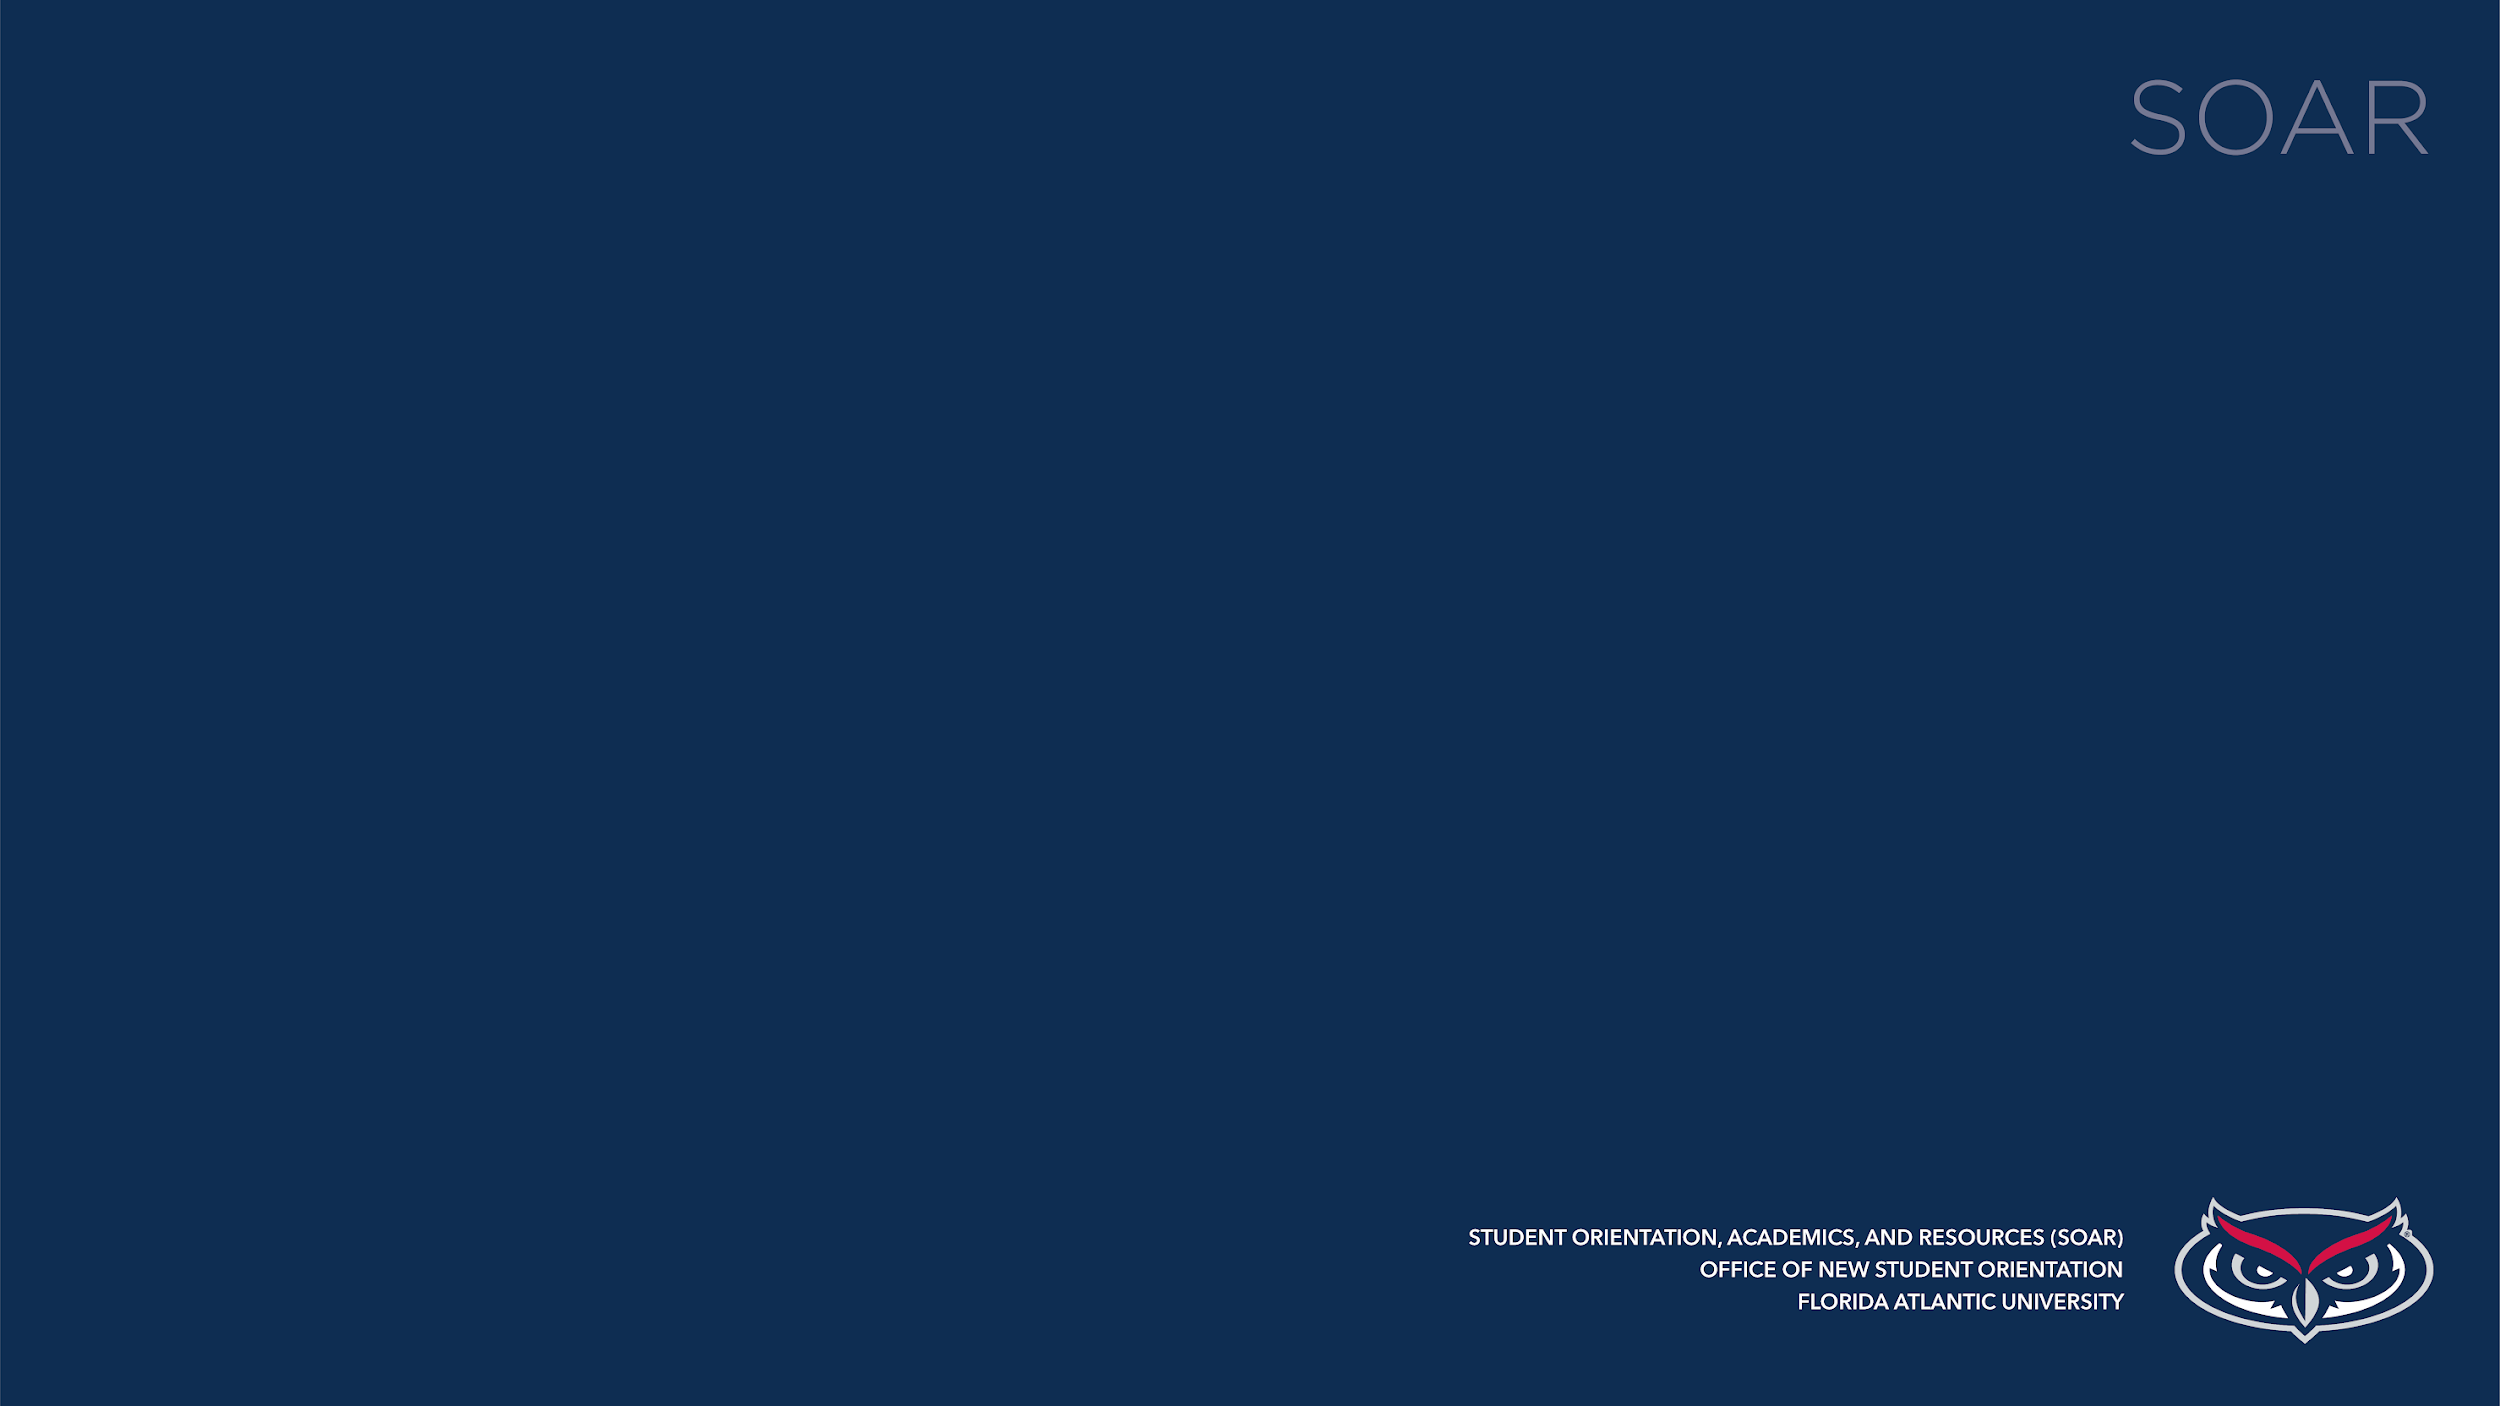 SOAR
STUDENT ORIENTATION, ACADEMICS, AND RESOURCES (SOAR)
OFFICE OF NEW STUDENT ORIENTATION
FLORIDA ATLANTIC UNIVERSITY